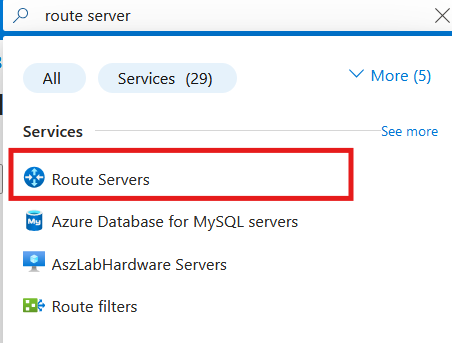 route server
All
Services (29)
More (5)
Services
See more
Route Servers
My
Azure Database for MySQL servers
AszLabHardware Servers
Route filters